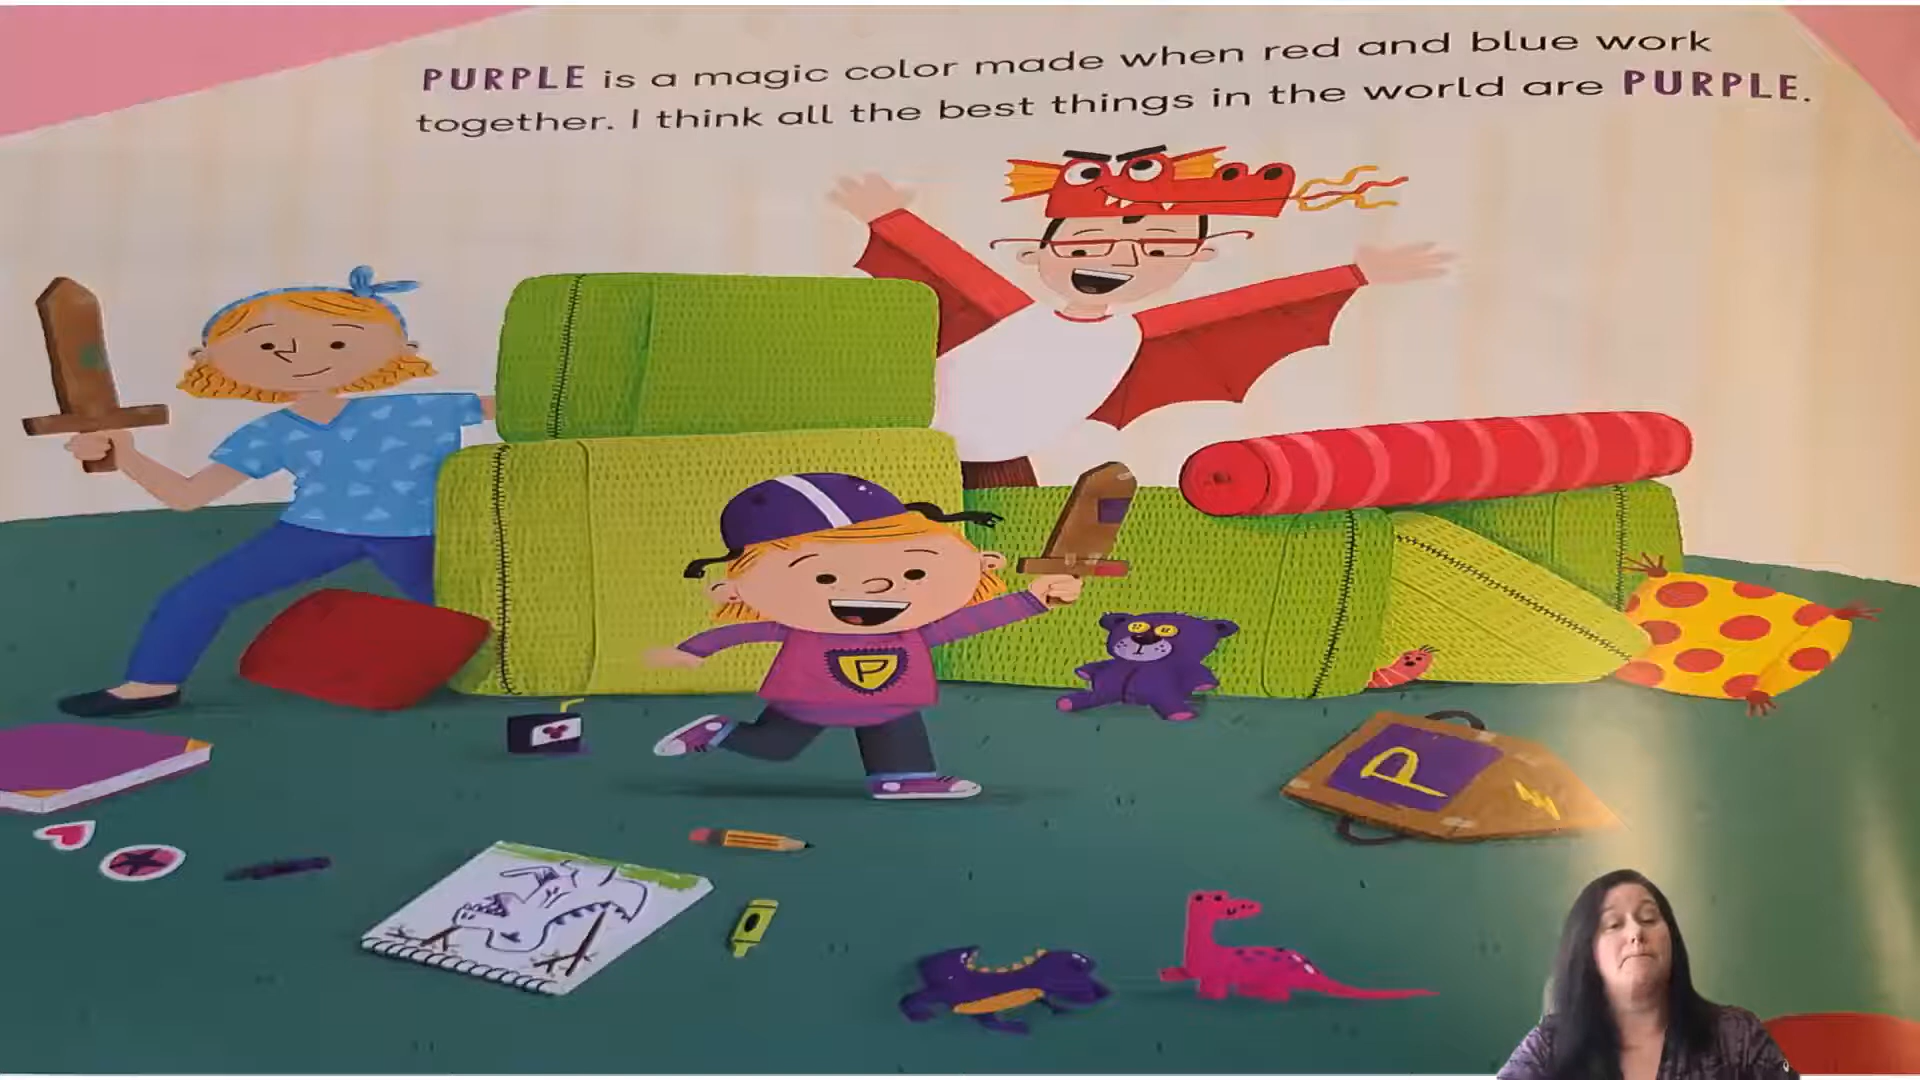 PURPLE is a magic color made when red and blue work
together. I think all the best things in the world are PURPLE.
P
P